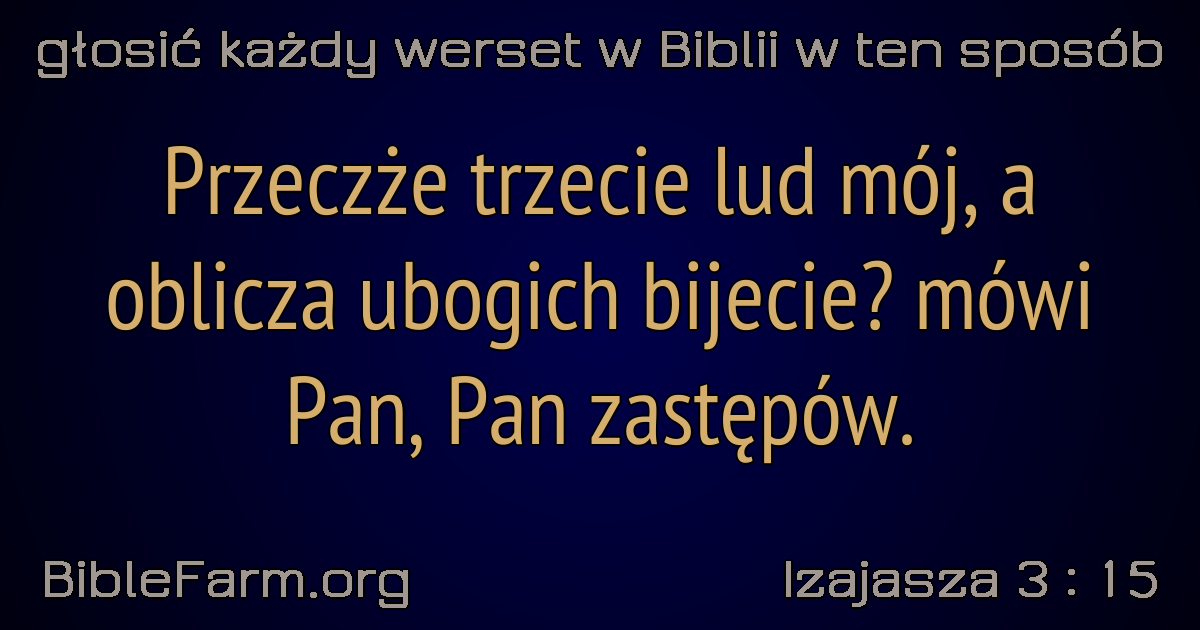 głosić każdy werset w Biblii w ten sposób
Przeczże trzecie lud mój, a
oblicza ubogich bijecie? mówi
Pan, Pan zastępów.
BibleFarm.org
Izajasza 3 : 15